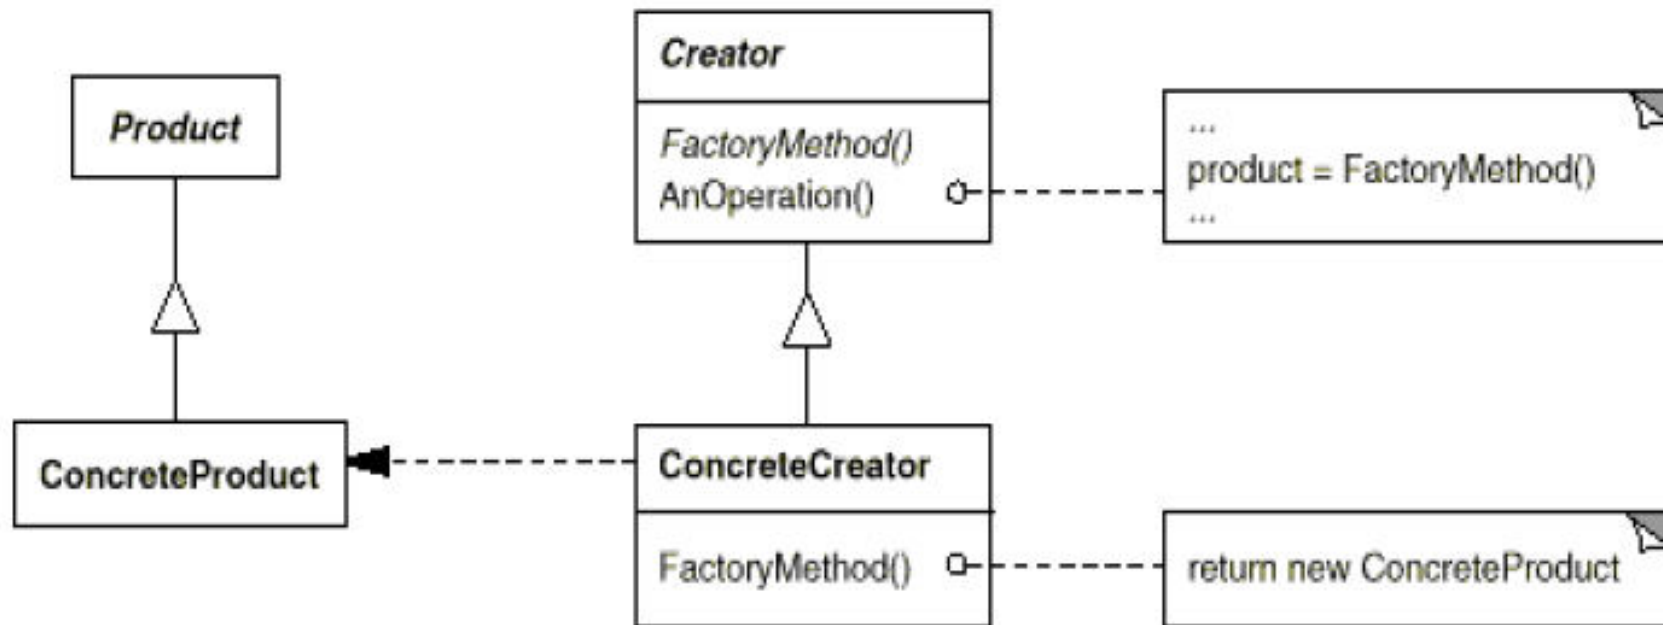 Product
ConcreteProduct
Creator
FactoryMethod()
AnOperation()
...
product = FactoryMethod()
...
ConcreteCreator
FactoryMethod()
return new ConcreteProduct